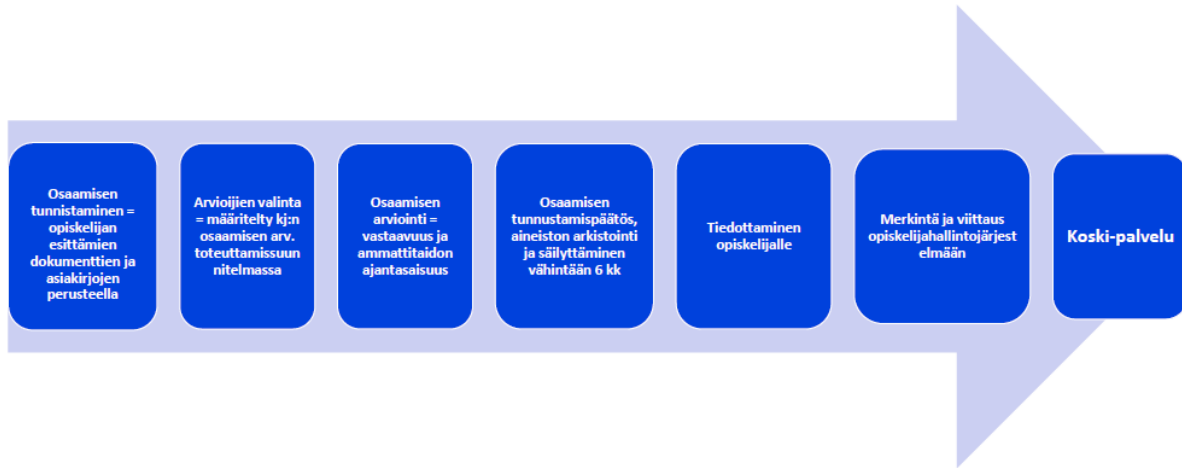 Osaamisen
tunnistaminen =
opiskelijan
esittämien
dokumenttien ja
asiakirjojen
perusteella
Arvioijien valinta
= määritelty kj:n
osaamisen arv.
toteuttamissuun
nitelmassa
Osaamisen
arviointi =
vastaavuus ja
ammattitaidon
ajantasaisuus
Osaamisen
tunnustamispäätös,
aineiston arkistointi
ja säilyttäminen
vähintään 6 kk
Tiedottaminen
opiskelijalle
Merkintä ja viittaus
opiskelijahallintojärjest
elmään
Koski-palvelu